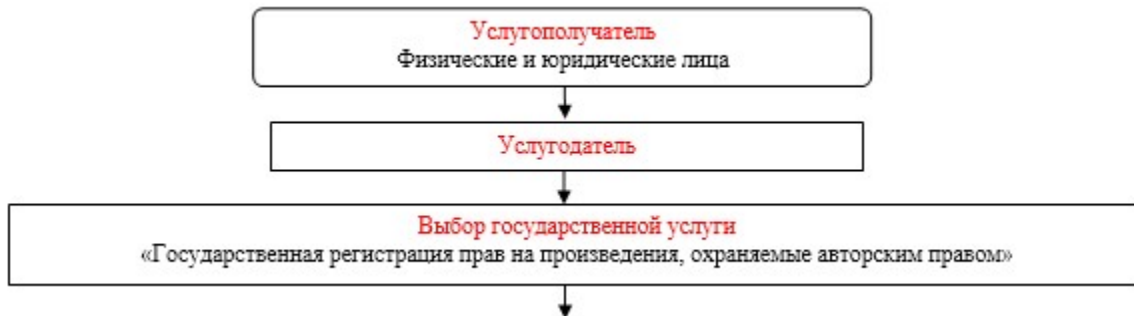 Услугополучатель
Физические и юридические лица
Услугодатель
Выбор государственной услуги
«Государственная регистрация прав на произведения, охраняемые авторским правом»